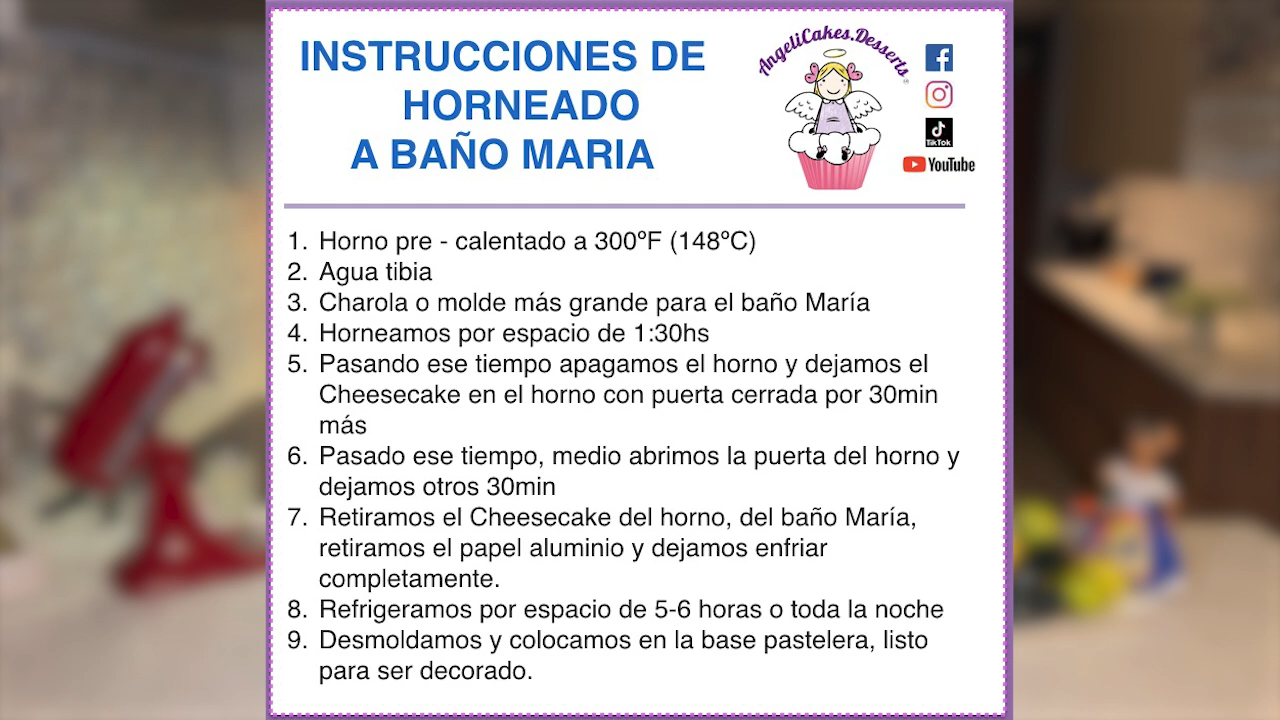 INSTRUCCIONES DE
HORNEADO
A BAÑO MARIA
AngeliCakes.Desserts
TikTok
YouTube
1. Horno pre - calentado a 300ºF (148ºC)
2. Agua tibia
3. Charola o molde más grande para el baño María
4. Horneamos por espacio de 1:30hs
5. Pasando ese tiempo apagamos el horno y dejamos el
Cheesecake en el horno con puerta cerrada por 30min
más
6. Pasado ese tiempo, medio abrimos la puerta del horno y
dejamos otros 30min
7. Retiramos el Cheesecake del horno, del baño María,
retiramos el papel aluminio y dejamos enfriar
completamente.
8. Refrigeramos por espacio de 5-6 horas o toda la noche
9. Desmoldamos y colocamos en la base pastelera, listo
para ser decorado.